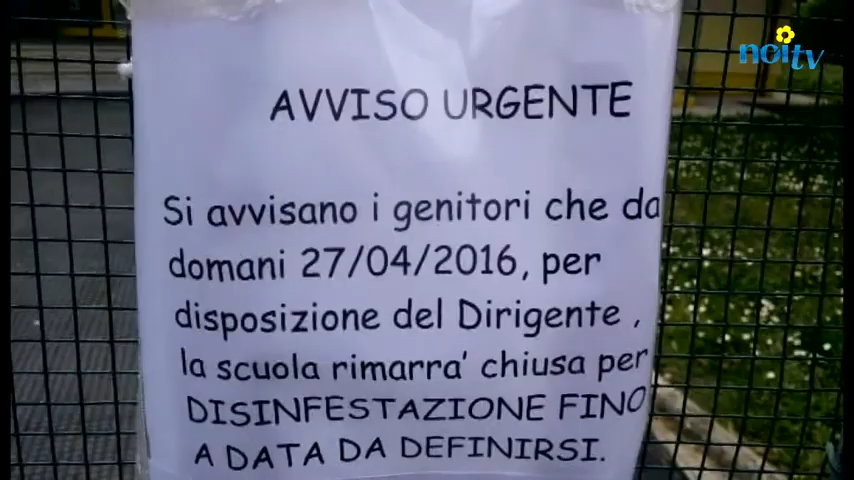 noitv
AVVISO URGENTE
Si avvisano i genitori che da
domani 27/04/2016, per
disposizione del Dirigente ,
la scuola rimarra' chiusa per
DISINFESTAZIONE FINO
A DATA DA DEFINIRSI.